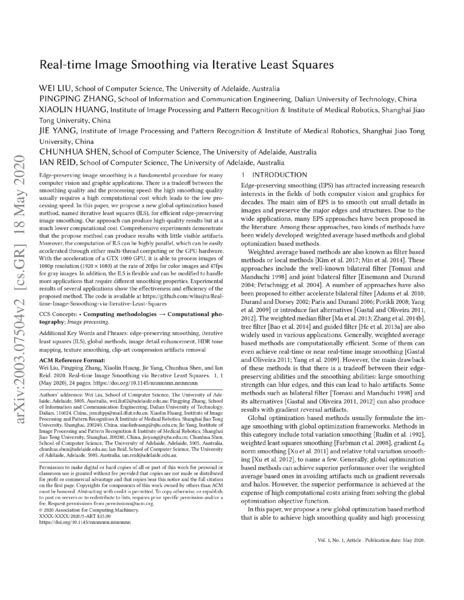 arXiv:2003.07504v2 [cs.GR] 18 May 2020
Real-time Image Smoothing via Iterative Least Squares
WEI LIU, School of Computer Science, The University of Adelaide, Australia
PINGPING ZHANG, School of Information and Communication Engineering, Dalian University of Technology, China
XIAOLIN HUANG, Institute of Image Processing and Pattern Recognition & Institute of Medical Robotics, Shanghai Jiao
Tong University, China
JIE YANG, Institute of Image Processing and Pattern Recognition & Institute of Medical Robotics, Shanghai Jiao Tong
University, China
CHUNHUA SHEN, School of Computer Science, The University of Adelaide, Australia
IAN REID, School of Computer Science, The University of Adelaide, Australia
Edge-preserving image smoothing is a fundamental procedure for many
computer vision and graphic applications. There is a tradeoff between the
smoothing quality and the processing speed: the high smoothing quality
usually requires a high computational cost which leads to the low pro-
cessing speed. In this paper, we propose a new global optimization based
method, named iterative least squares (ILS), for efficient edge-preserving
image smoothing. Our approach can produce high-quality results but at a
much lower computational cost. Comprehensive experiments demonstrate
that the propose method can produce results with little visible artifacts.
Moreover, the computation of ILS can be highly parallel, which can be easily
accelerated through either multi-thread computing or the GPU hardware.
With the acceleration of a GTX 1080 GPU, it is able to process images of
1080p resolution (1920 x 1080) at the rate of 20fps for color images and 47fps
for gray images. In addition, the ILS is flexible and can be modified to handle
more applications that require different smoothing properties. Experimental
results of several applications show the effectiveness and efficiency of the
proposed method. The code is available at https://github.com/wliusjtu/Real-
time-Image-Smoothing-via-Iterative-Least-Squares
CCS Concepts: • Computing methodologies → Computational pho-
tography; Image processing.
Additional Key Words and Phrases: edge-preserving smoothing, iterative
least squares (ILS), global methods, image detail enhancement, HDR tone
mapping, texture smoothing, clip-art compression artifacts removal
ACM Reference Format:
Wei Liu, Pingping Zhang, Xiaolin Huang, Jie Yang, Chunhua Shen, and Ian
Reid. 2020. Real-time Image Smoothing via Iterative Least Squares. 1, 1
(May 2020), 24 pages. https://doi.org/10.1145/nnnnnnn.nnnnnnn
Authors' addresses: Wei Liu, School of Computer Science, The University of Ade-
laide, Adelaide, 5005, Australia,
Pingping Zhang, School
of Information and Communication Engineering, Dalian University of Technology,
Dalian,
China,
Xiaolin Huang, Institute of
Image Processing and Pattern Recognition & Institute of Medical Robotics, Shanghai Jiao Tong
University, Shanghai, 200240, China, xiaolinhuang@sjtu.edu.cn; Jie Yang, Institute of
Image Processing and Pattern Recognition & Institute of Medical Robotics, Shanghai
Jiao Tong University, Shanghai, 200240, China, jieyang@sjtu.edu.cn; Chunhua Shen,
School of Computer Science, The University of Adelaide, Adelaide, 5005, Australia,
chunhua.shen@adelaide.edu.au; Ian Reid, School of Computer Science, The University
of Adelaide, Adelaide, 5005, Australia, ian.reid@adelaide.edu.au.
Permission to make digital or hard copies of all or part of this work for personal or
classroom use is granted without fee provided that copies are not made or distributed
for profit or commercial advantage and that copies bear this notice and the full citation
on the first page. Copyrights for components of this work owned by others than ACM
must be honored. Abstracting with credit is permitted. To copy otherwise, or republish,
to post on servers or to redistribute to lists, requires prior specific permission and/or a
fee. Request permissions from permissions@acm.org.
© 2020 Association for Computing Machinery.
XXXX-XXXX/2020/5-ART $15.00
https://doi.org/10.1145/nnnnnnn.nnnnnnn
1 INTRODUCTION
Edge-preserving smoothing (EPS) has attracted increasing research
interests in the fields of both computer vision and graphics for
decades. The main aim of EPS is to smooth out small details in
images and preserve the major edges and structures. Due to the
wide applications, many EPS approaches have been proposed in
the literature. Among these approaches, two kinds of methods have
been widely developed: weighted average based methods and global
optimization based methods.
Weighted average based methods are also known as filter based
methods or local methods [Kim et al. 2017; Min et al. 2014]. These
approaches include the well-known bilateral filter [Tomasi and
Manduchi 1998] and joint bilateral filter [Eisemann and Durand
2004; Petschnigg et al. 2004]. A number of approaches have also
been proposed to either accelerate bilateral filter [Adams et al. 2010;
Durand and Dorsey 2002; Paris and Durand 2006; Porikli 2008; Yang
et al. 2009] or introduce fast alternatives [Gastal and Oliveira 2011,
2012]. The weighted median filter [Ma et al. 2013; Zhang et al. 2014b],
tree filter [Bao et al. 2014] and guided filter [He et al. 2013a] are also
widely used in various applications. Generally, weighted average
based methods are computationally efficient. Some of them can
even achieve real-time or near real-time image smoothing [Gastal
and Oliveira 2011; Yang et al. 2009]. However, the main drawback
of these methods is that there is a tradeoff between their edge-
preserving abilities and the smoothing abilities: large smoothing
strength can blur edges, and this can lead to halo artifacts. Some
methods such as bilateral filter [Tomasi and Manduchi 1998] and
its alternatives [Gastal and Oliveira 2011, 2012] can also produce
results with gradient reversal artifacts.
Global optimization based methods usually formulate the im-
age smoothing with global optimization frameworks. Methods in
this category include total variation smoothing [Rudin et al. 1992],
weighted least squares smoothing [Farbman et al. 2008], gradient L0
norm smoothing [Xu et al. 2011] and relative total variation smooth-
ing [Xu et al. 2012], to name a few. Generally, global optimization
based methods can achieve superior performance over the weighted
average based ones in avoiding artifacts such as gradient reversals
and halos. However, the superior performance is achieved at the
expense of high computational costs arising from solving the global
optimization objective function.
In this paper, we propose a new global optimization based method
that is able to achieve high smoothing quality and high processing
, Vol. 1, No. 1, Article . Publication date: May 2020.